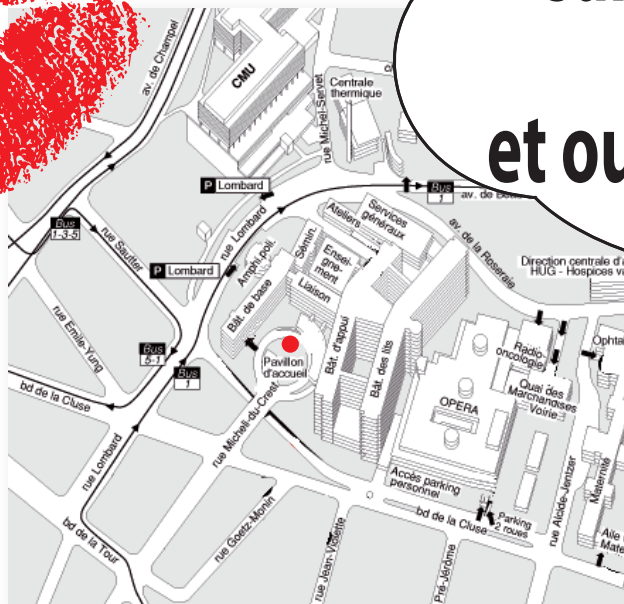 et ou
av. de Champel
CMU
rue Michel-Servet
Centrale
thermique
P Lombard
Bus
1
av. de la Roseraie
Bus
1-3-5
rue Sautter
rue Lombard
Ateliers
Services
généraux
P Lombard
Amphi.poli.
Sémin.
Ensei-
gne-
ment
Liaison
Bât. de base
Direction centrale d'a
HUG - Hospices va
rue Emile-Yung
Pavillon
d'accueil
Bât. d'appui
Bât. des lits
Radio-
oncologie
Ophta
Bus
5-1
Bus
1
Quai des
Marchandises
Voirie
OPERA
bd de la Cluse
rue Micheli-du-Crest
rue Lombard
Accès parking
personnel
bd de la Cluse
Parking
2 roues
rue Alcide-Jentzer
Maternité
Aile
Mate
bd de la Tour
rue Goetz-Monin
rue Jean-Violette
Pré-Jérôme